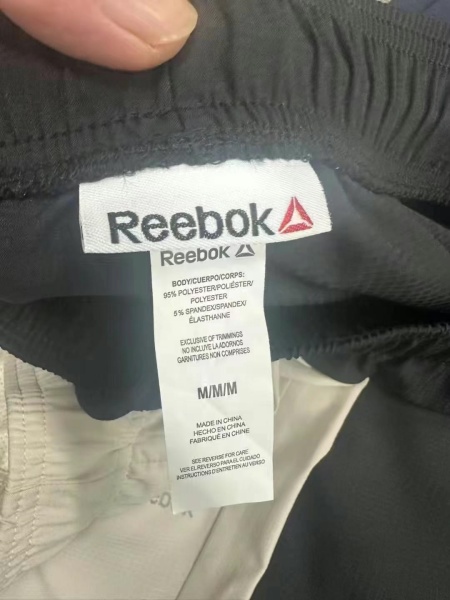 Reebok
Reebok
BODY/CUERPO/CORPS:
95% POLYESTER/POLIÉSTER/
POLYESTER
5% SPANDEX/SPANDEX/
ÉLASTHANNE
EXCLUSIVE OF TRIMMINGS
NO INCLUYE LA ADORNOS
GARNITURES NON COMPRISES
M/M/M
MADE IN CHINA
HECHO EN CHINA
FABRIQUÉ EN CHINE
SEE REVERSE FOR CARE
VER EL REVERSO PARA EL CUIDADO
INSTRUCTIONS D'ENTRETIEN AU VERSO